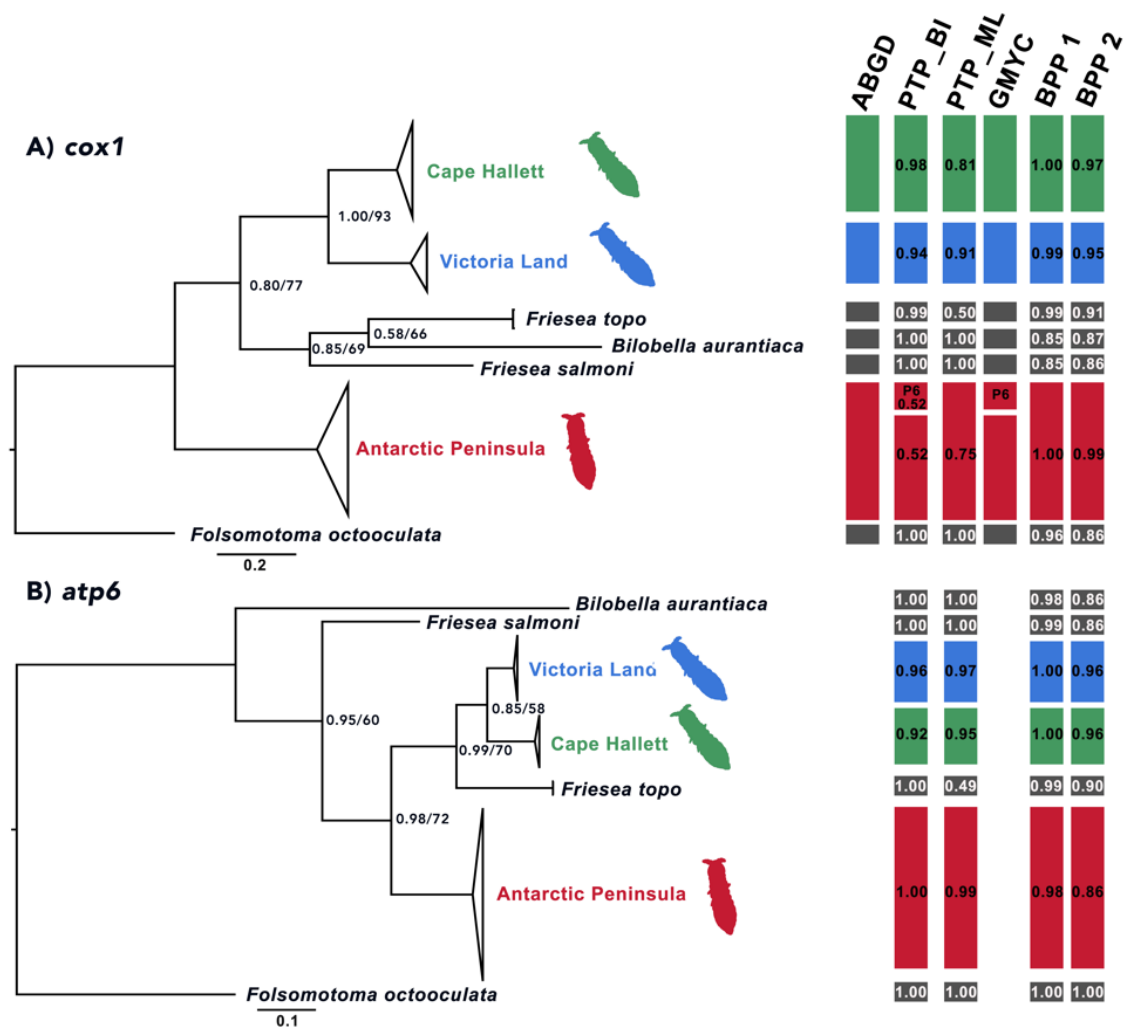 ABGD PTP_BI PTP_ML GMYC BPP 1 BPP 2
A) cox1
Cape Hallett
0.98 0.81 1.00 0.97
1.00/93
Victoria Land
0.94 0.91 0.99 0.95
0.80/77
Friesea topo
0.99 0.50 0.99 0.91
0.58/66
Bilobella aurantiaca
1.00 1.00 0.85 0.87
0.85/69
Friesea salmoni
1.00 1.00 0.85 0.86
P6 P6
0.52
Antarctic Peninsula
0.52 0.75 1.00 0.99
Folsomotoma octooculata
1.00 1.00 0.96 0.86
0.2
B) atp6
Bilobella aurantiaca
1.00 1.00 0.98 0.86
Friesea salmoni
1.00 1.00 0.99 0.86
Victoria Land
0.96 0.97 1.00 0.96
0.85/58
0.95/60
Cape Hallett
0.92 0.95 1.00 0.96
0.99/70
Friesea topo
1.00 0.49 0.99 0.90
0.98/72
Antarctic Peninsula
1.00 0.99 0.98 0.86
Folsomotoma octooculata
1.00 1.00 1.00 1.00
0.1